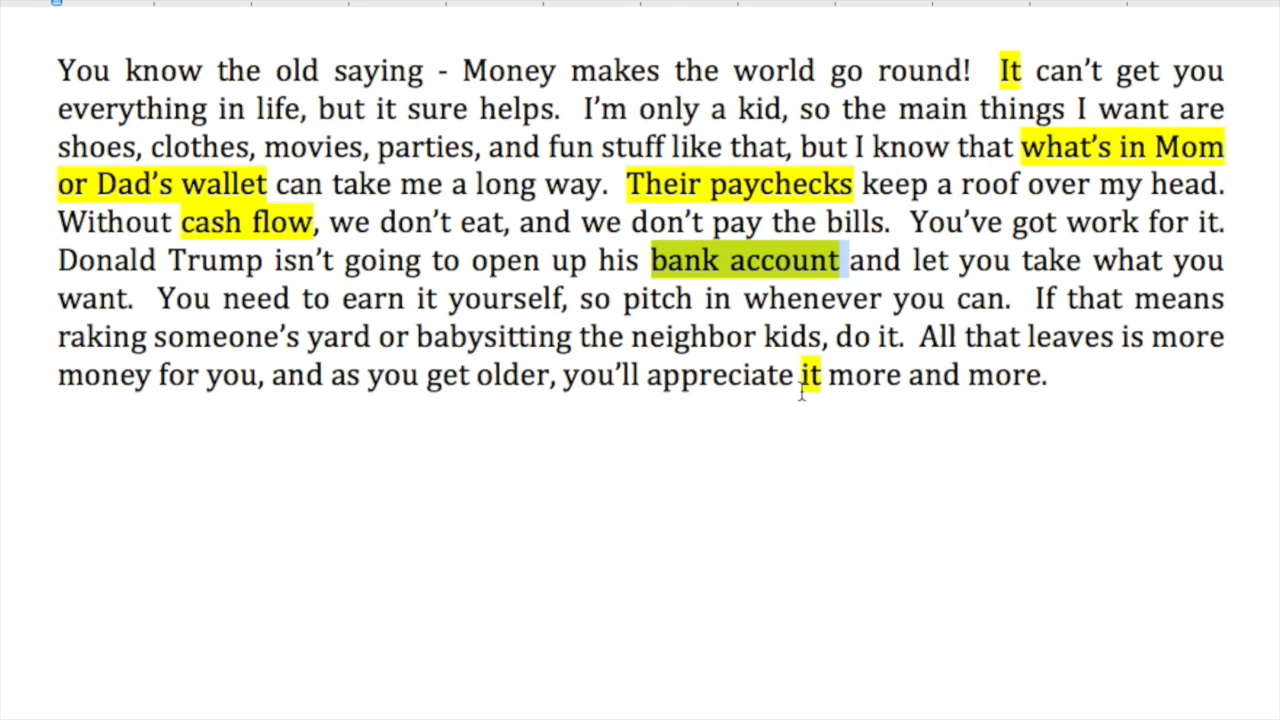 You know the old saying - Money makes the world go round!  It can’t get you
everything in life, but it sure helps.  I’m only a kid, so the main things I want are
shoes, clothes, movies, parties, and fun stuff like that, but I know that what’s in Mom
or Dad’s wallet can take me a long way.  Their paychecks keep a roof over my head.
Without cash flow, we don’t eat, and we don’t pay the bills.  You’ve got work for it.
Donald Trump isn’t going to open up his bank account and let you take what you
want.  You need to earn it yourself, so pitch in whenever you can.  If that means
raking someone’s yard or babysitting the neighbor kids, do it.  All that leaves is more
money for you, and as you get older, you’ll appreciate it more and more.